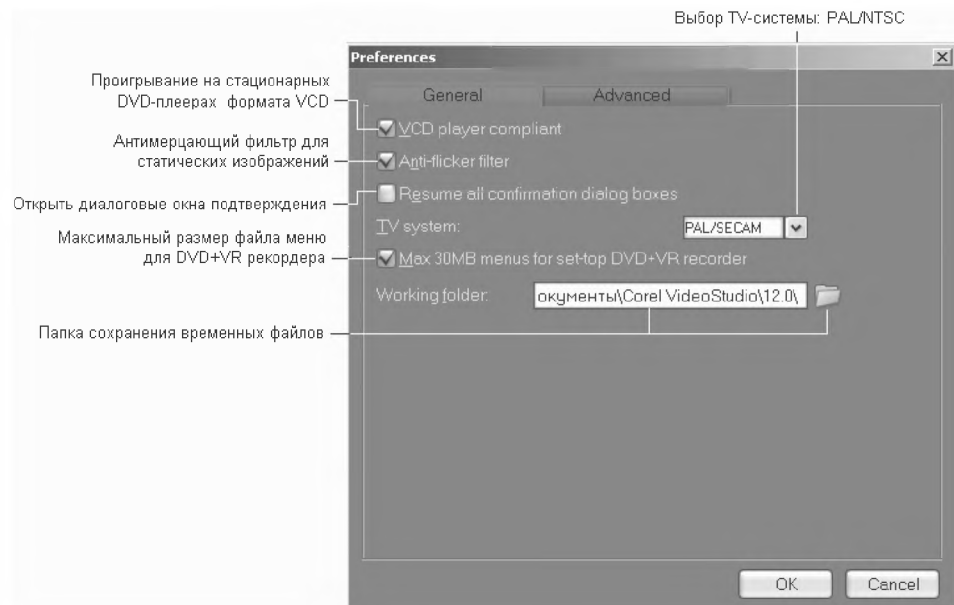 Выбор TV-системы: PAL/NTSC
Preferences
Проигрывание на стационарных
DVD-плеерах формата VCD
General
Advanced
VCD player compliant
Антимерцающий фильтр для
статических изображений
Anti-flicker filter
Открыть диалоговые окна подтверждения
Resume all confirmation dialog boxes
TV system:
PAL/SECAM
Максимальный размер файла меню
для DVD+VR рекордера
Max 30MB menus for set-top DVD+VR recorder
Working folder:
окументы\Corel VideoStudio\12.0\
Папка сохранения временных файлов
OK
Cancel